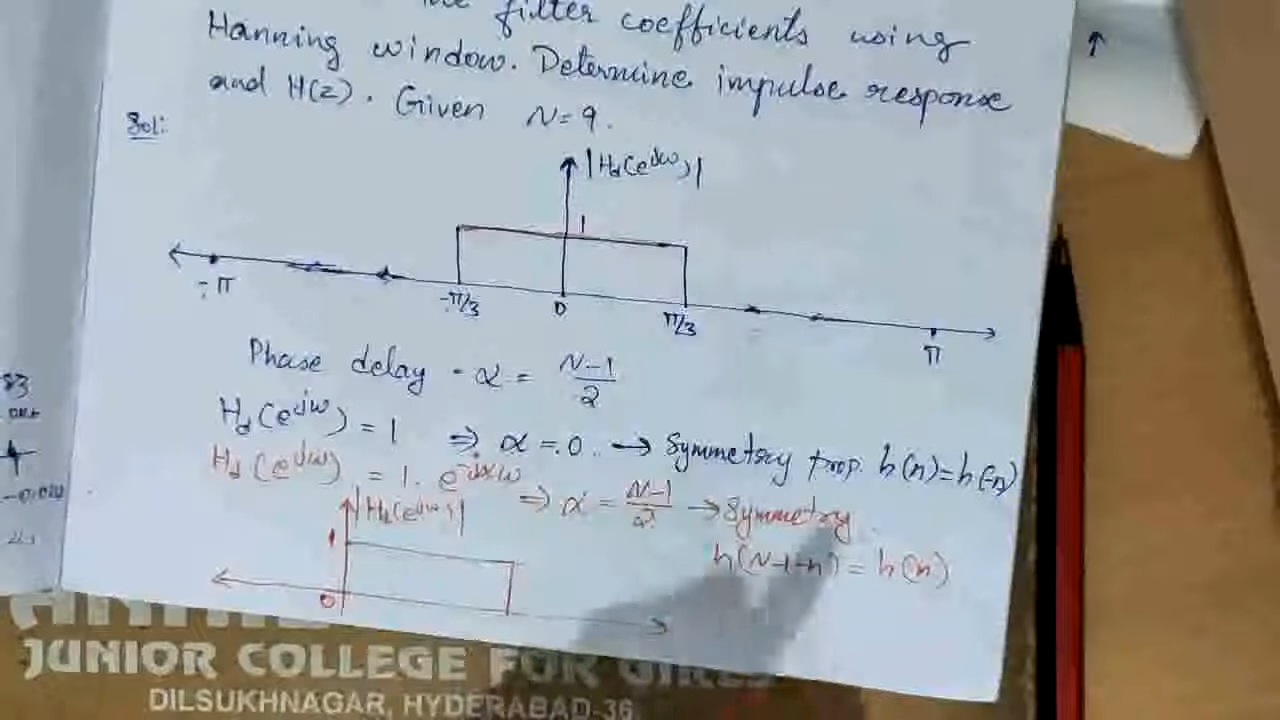 filter coefficients using
Hanning window. Determine impulse response
and H(z). Given N=9.
Sol:
|Hd(e^jω)|
1
-π
-π/3
0
π/3
π
Phase delay - α = (N-1)/2
Hd(e^jω) = 1 ⇒ α = 0 → Symmetry prop. h(n)=h(-n)
Hd(e^jω) = 1. e^-jαω ⇒ α = (N-1)/2 → Symmetry
h(N-1-n) = h(n)
|Hd(e^jω)|
1
0
83
JUNIOR COLLEGE FOR GIRLS
DILSUKHNAGAR, HYDERABAD-36